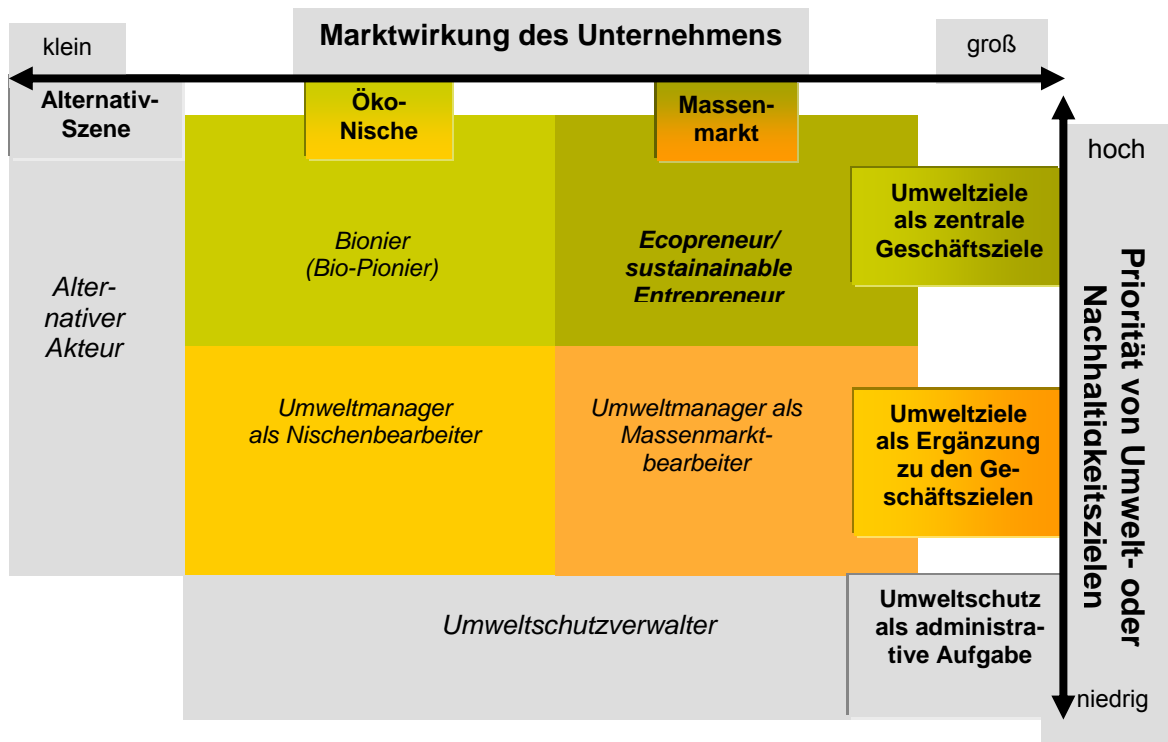 Marktwirkung des Unternehmens
klein
groß
Alternativ-
Szene
Öko-
Nische
Massen-
markt
hoch
Umweltziele
als zentrale
Geschäftsziele
Bionier
(Bio-Pionier)
Ecopreneur/
sustainainable
Entrepreneur
Alter-
nativer
Akteur
Priorität von Umwelt- oder
Nachhaltigkeitszielen
Umweltmanager
als Nischenbearbeiter
Umweltmanager als
Massenmarkt-
bearbeiter
Umweltziele
als Ergänzung
zu den Ge-
schäftszielen
Umweltschutzverwalter
Umweltschutz
als administra-
tive Aufgabe
niedrig